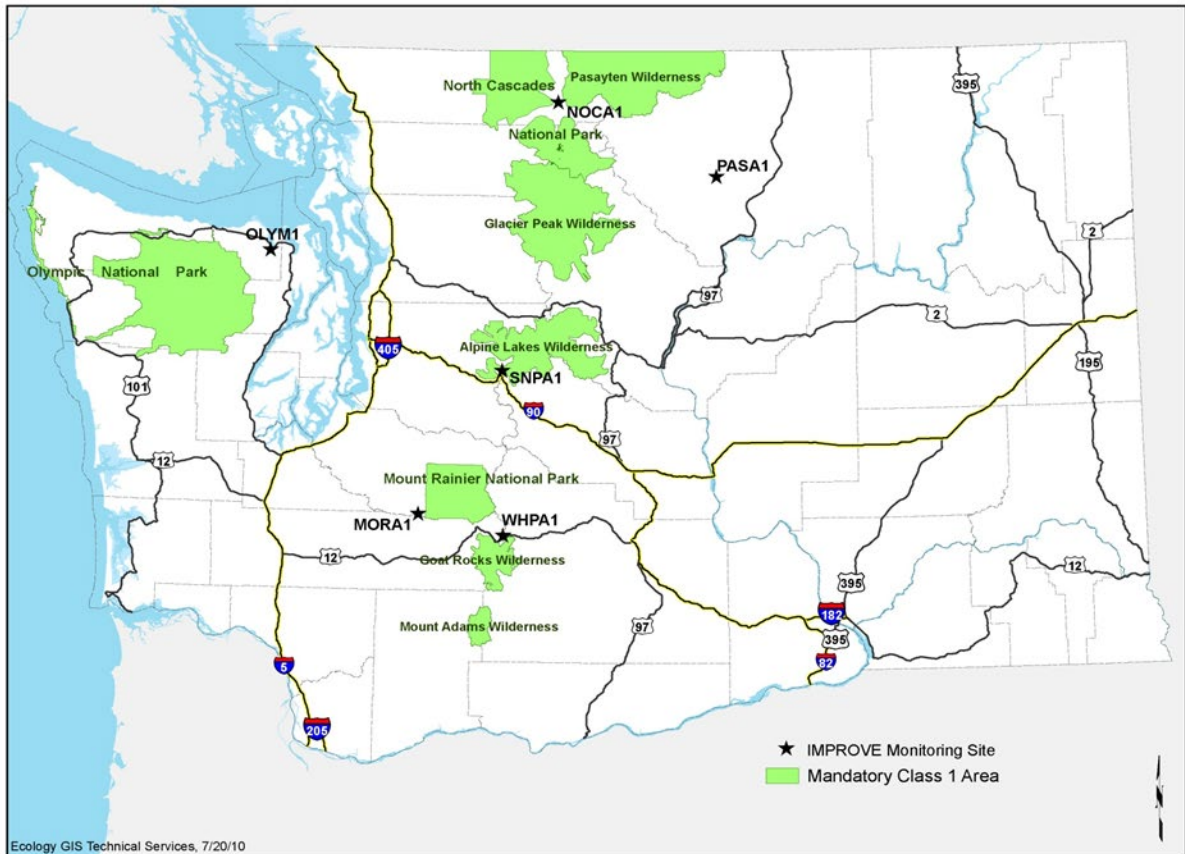 395
North Cascades
Pasayten Wilderness
NOCA1
National Park
PASA1
Glacier Peak Wilderness
2
OLYM1
Olympic National Park
97
2
405
Alpine Lakes Wilderness
SNPA1
101
195
90
97
12
Mount Rainier National Park
MORA1
WHPA1
12
Goat Rocks Wilderness
12
395
182
Mount Adams Wilderness
97
395
5
82
205
IMPROVE Monitoring Site
Mandatory Class 1 Area
N
Ecology GIS Technical Services, 7/20/10